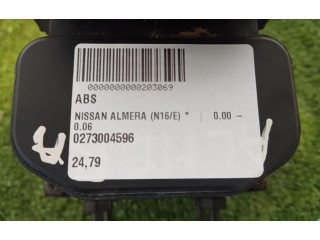 0000000000203069
ABS
NISSAN ALMERA (N16/E) * | 0.00 –
0.06
0273004596
24,79